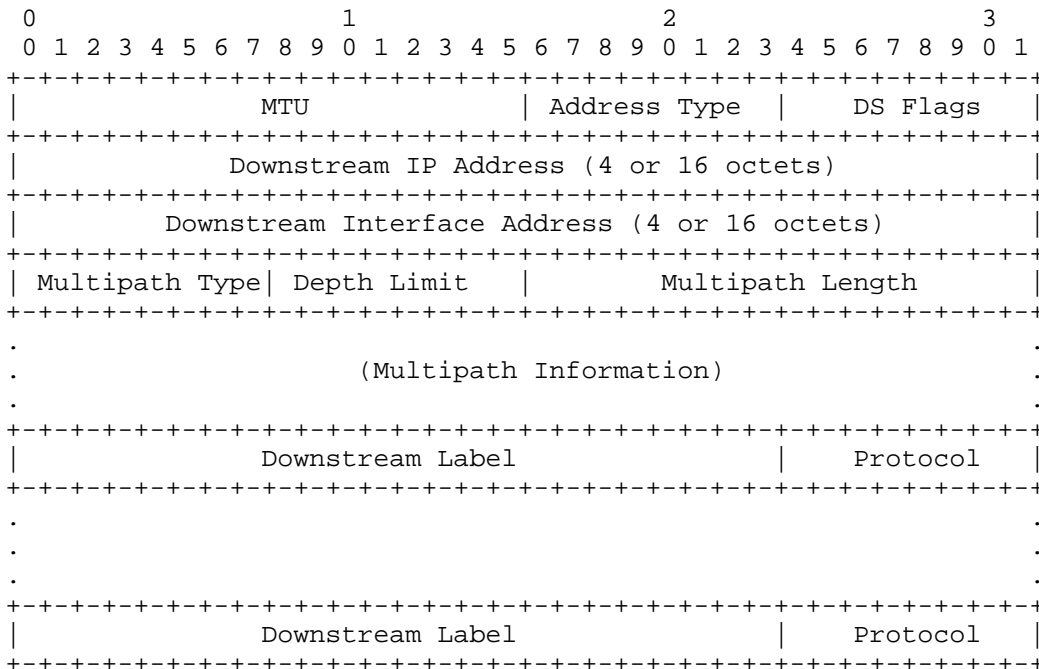 0                   1                   2                   3
 0 1 2 3 4 5 6 7 8 9 0 1 2 3 4 5 6 7 8 9 0 1 2 3 4 5 6 7 8 9 0 1
+-+-+-+-+-+-+-+-+-+-+-+-+-+-+-+-+-+-+-+-+-+-+-+-+-+-+-+-+-+-+-+-+
|               MTU             | Address Type  |    DS Flags   |
+-+-+-+-+-+-+-+-+-+-+-+-+-+-+-+-+-+-+-+-+-+-+-+-+-+-+-+-+-+-+-+-+
|             Downstream IP Address (4 or 16 octets)            |
+-+-+-+-+-+-+-+-+-+-+-+-+-+-+-+-+-+-+-+-+-+-+-+-+-+-+-+-+-+-+-+-+
|         Downstream Interface Address (4 or 16 octets)         |
+-+-+-+-+-+-+-+-+-+-+-+-+-+-+-+-+-+-+-+-+-+-+-+-+-+-+-+-+-+-+-+-+
| Multipath Type| Depth Limit   |        Multipath Length       |
+-+-+-+-+-+-+-+-+-+-+-+-+-+-+-+-+-+-+-+-+-+-+-+-+-+-+-+-+-+-+-+-+
.                                                               .
.                     (Multipath Information)                   .
.                                                               .
+-+-+-+-+-+-+-+-+-+-+-+-+-+-+-+-+-+-+-+-+-+-+-+-+-+-+-+-+-+-+-+-+
|               Downstream Label                |    Protocol   |
+-+-+-+-+-+-+-+-+-+-+-+-+-+-+-+-+-+-+-+-+-+-+-+-+-+-+-+-+-+-+-+-+
.                                                               .
.                                                               .
.                                                               .
+-+-+-+-+-+-+-+-+-+-+-+-+-+-+-+-+-+-+-+-+-+-+-+-+-+-+-+-+-+-+-+-+
|               Downstream Label                |    Protocol   |
+-+-+-+-+-+-+-+-+-+-+-+-+-+-+-+-+-+-+-+-+-+-+-+-+-+-+-+-+-+-+-+-+